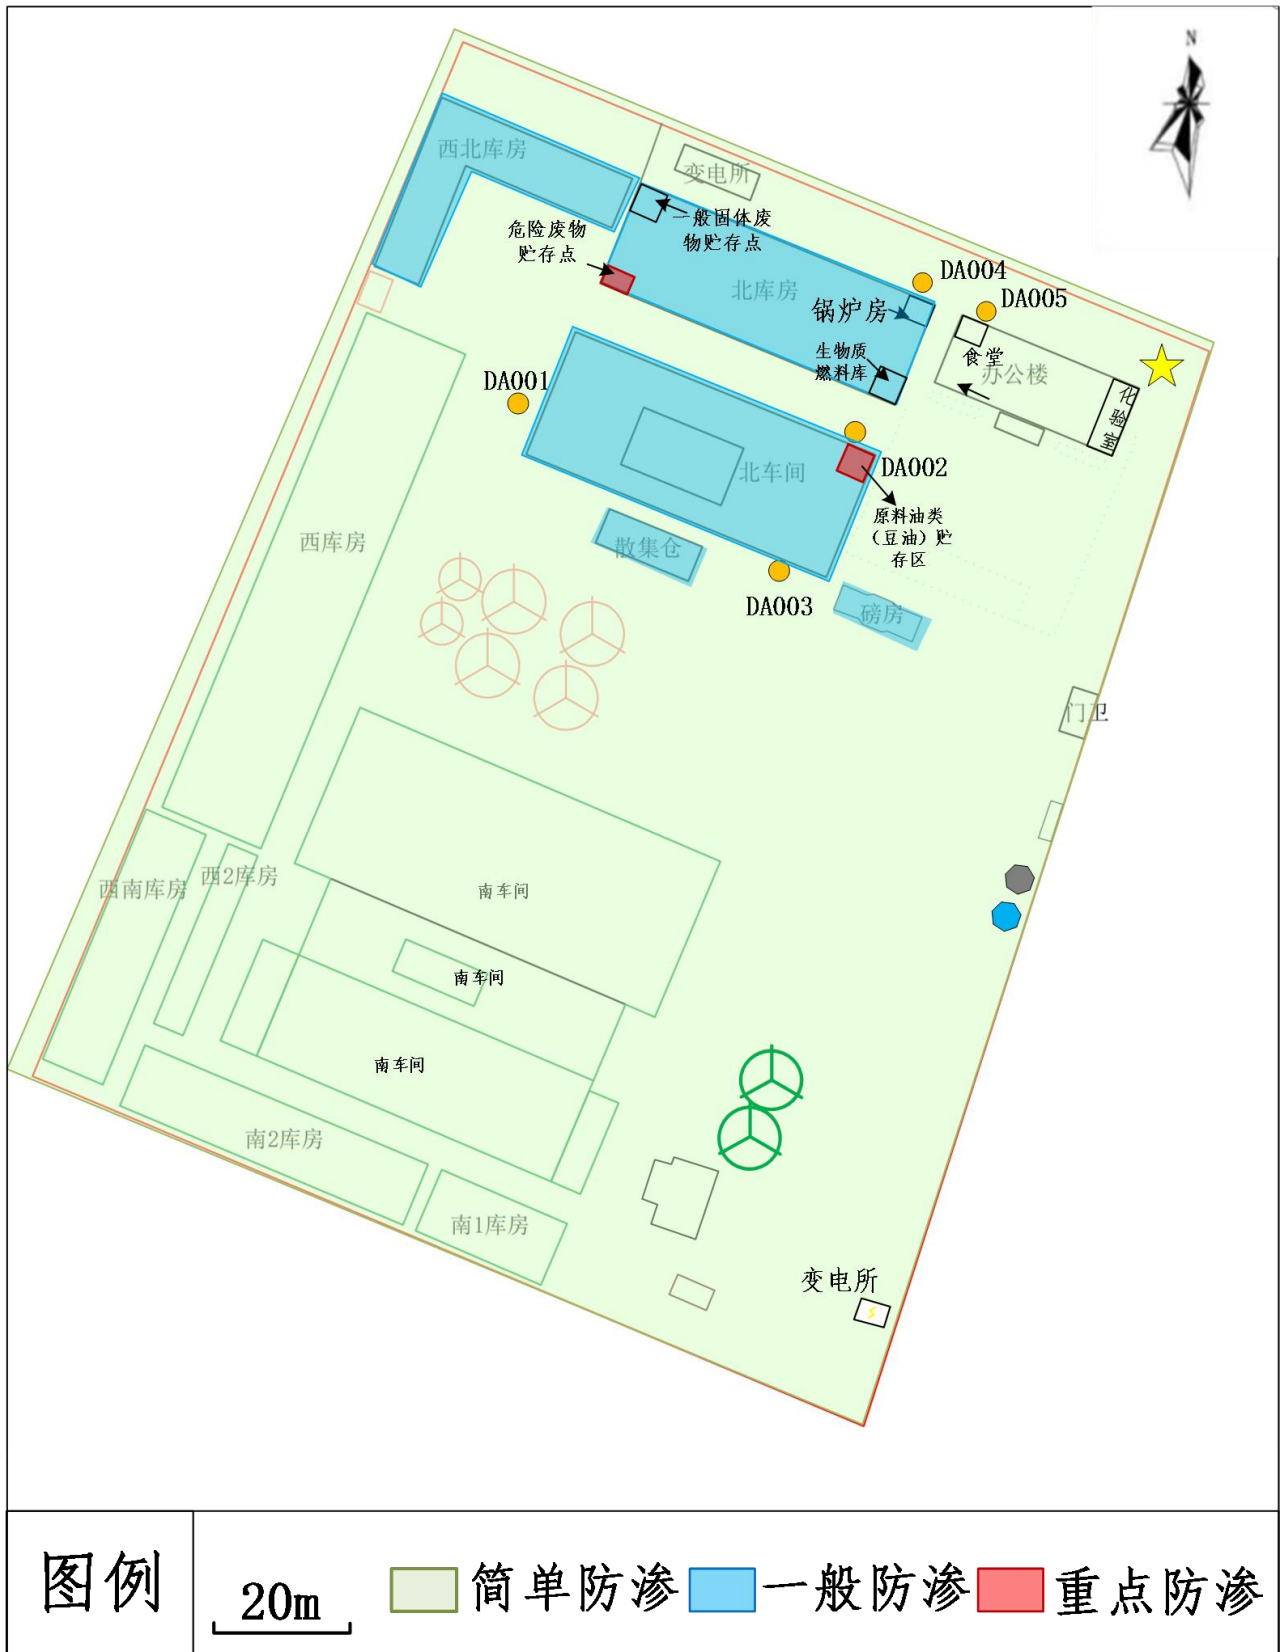 N
西北库房
变电所
一般固体废
物贮存点
危险废物
贮存点
北库房
DA004
DA005
锅炉房
生物质
燃料库
食堂
办公楼
化验室
DA001
北车间
DA002
原料油类
（豆油）贮
存区
西库房
散集仓
DA003
磅房
门卫
西南库房
西2库房
南车间
南车间
南车间
南2库房
南1库房
变电所
图例
20m
简单防渗
一般防渗
重点防渗